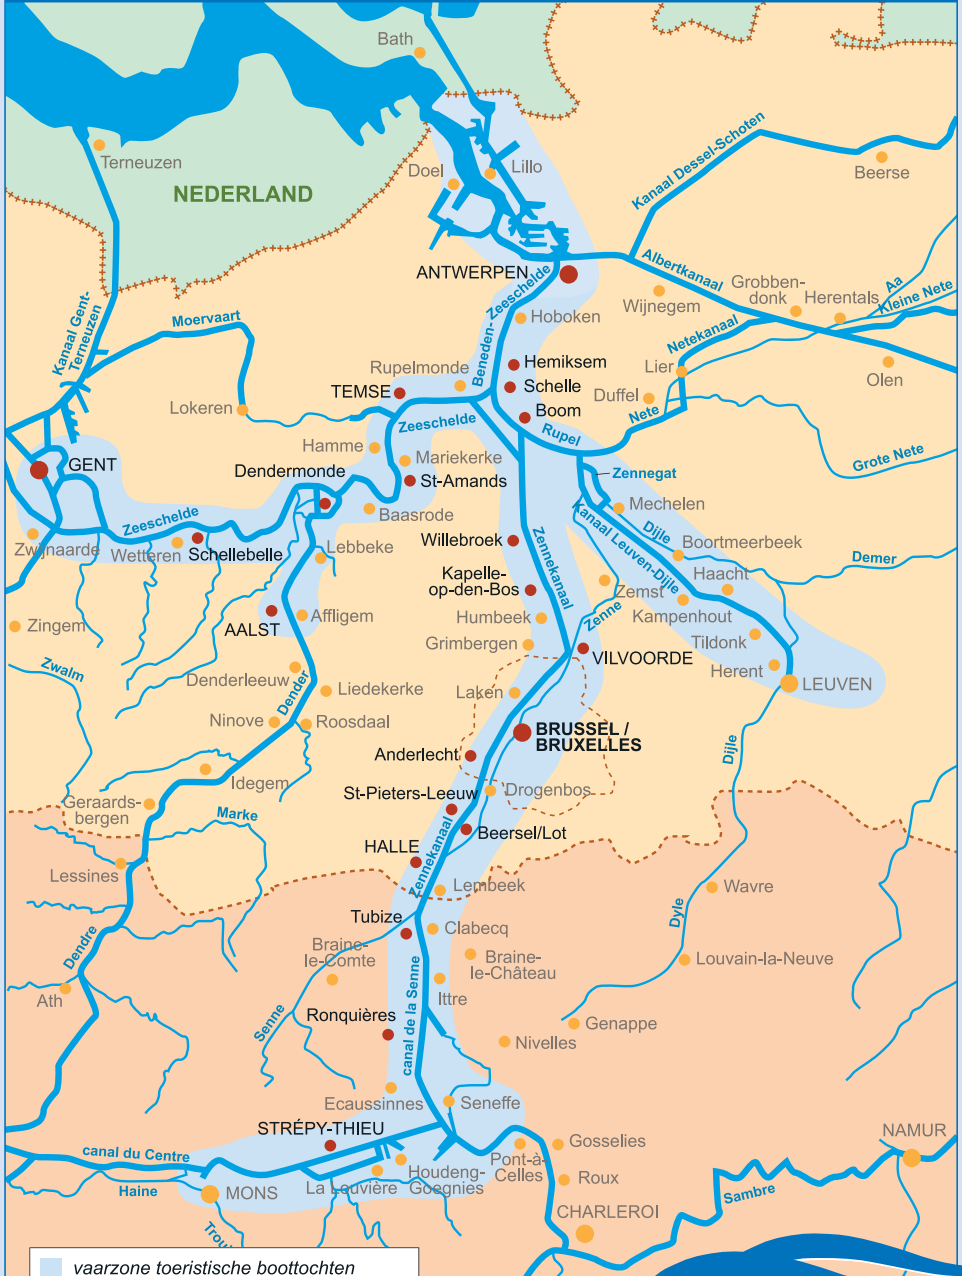 Bath
Terneuzen
NEDERLAND
Doel
Lillo
Kanaal Dessel-Schoten
Beerse
ANTWERPEN
Albertkanaal
Wijnegem
Grobben-
donk
Herentals
Aa
Kleine Nete
Kanaal Gent-
Terneuzen
Moervaart
Beneden-Zeeschelde
Hoboken
Netekanaal
Lier
Olen
Rupelmonde
Hemiksem
TEMSE
Schelle
Duffel
Boom
Nete
Lokeren
Zeeschelde
Rupel
Hamme
Mariekerke
Grote Nete
GENT
Dendermonde
St-Amands
Zennegat
Baasrode
Mechelen
Zeeschelde
Dijle
Zwijnaarde
Wetteren
Schellebelle
Lebbeke
Willebroek
Zennekanaal
Kanaal Leuven-Dijle
Boortmeerbeek
Demer
Kapelle-
op-den-Bos
Haacht
Zemst
Zingem
AALST
Affligem
Humbeek
Zenne
Kampenhout
Grimbergen
Tildonk
VILVOORDE
Zwalm
Herent
LEUVEN
Denderleeuw
Dender
Liedekerke
Laken
Ninove
Roosdaal
BRUSSEL /
BRUXELLES
Dijle
Anderlecht
Idegem
St-Pieters-Leeuw
Drogenbos
Geraards-
bergen
Marke
Beersel/Lot
HALLE
Zennekanaal
Lessines
Lembeek
Wavre
Tubize
Clabecq
Dyle
Dendre
Braine-
le-Comte
Braine-
le-Château
Louvain-la-Neuve
Ath
canal de la Senne
Ittre
Senne
Ronquières
Genappe
Nivelles
Ecaussinnes
Seneffe
STRÉPY-THIEU
canal du Centre
Gosselies
NAMUR
Pont-à-
Celles
Houdeng-
Goegnies
La Louvière
Roux
Haine
MONS
Sambre
CHARLEROI
vaarzone toeristische boottochten